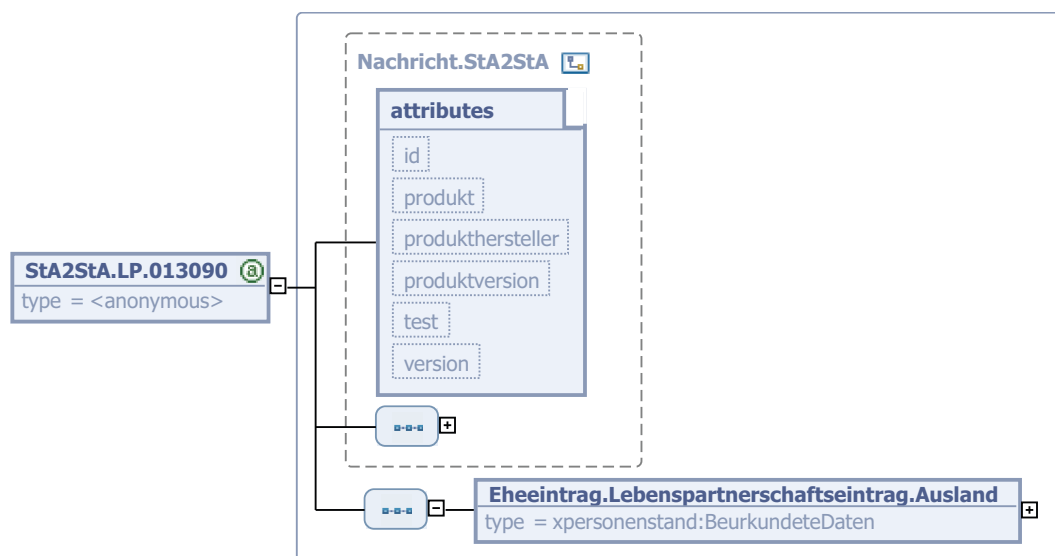 Nachricht.StA2StA
attributes
id
produkt
produkthersteller
produktversion
test
version
StA2StA.LP.013090 a
type = <anonymous>
Eheeintrag.Lebenspartnerschaftseintrag.Ausland
type = xpersonenstand:BeurkundeteDaten